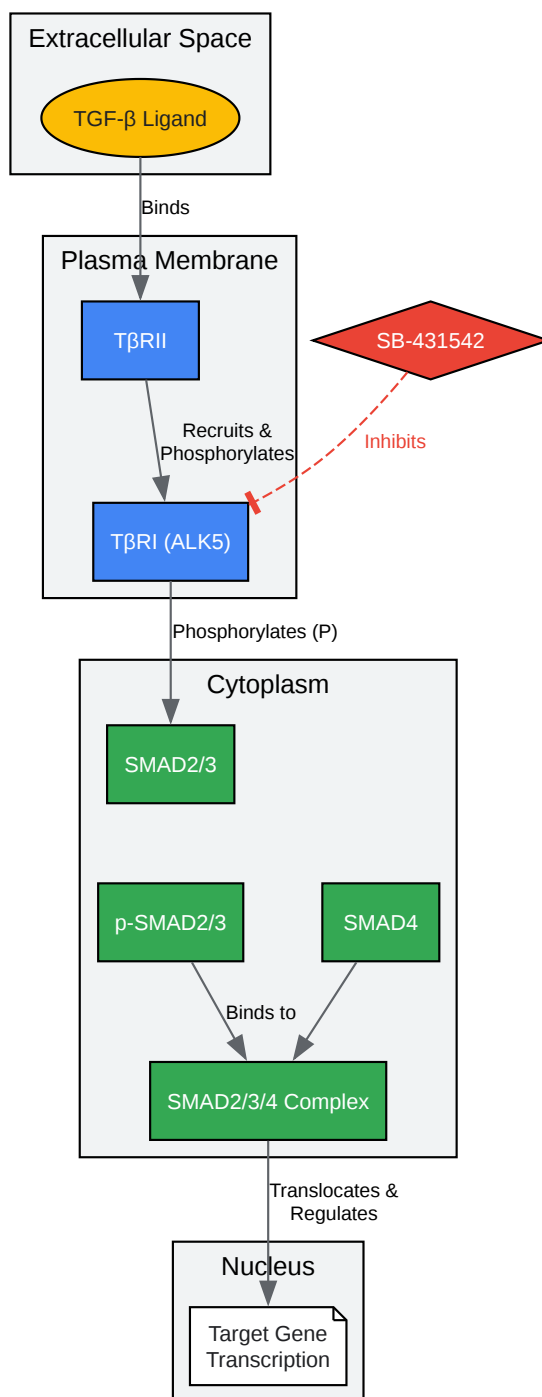 Extracellular Space
TGF-β Ligand
Binds
Plasma Membrane
TβRII
SB-431542
Recruits &
Phosphorylates
Inhibits
TβRI (ALK5)
Phosphorylates (P)
Cytoplasm
SMAD2/3
p-SMAD2/3
SMAD4
Binds to
SMAD2/3/4 Complex
Translocates &
Regulates
Nucleus
Target Gene
Transcription